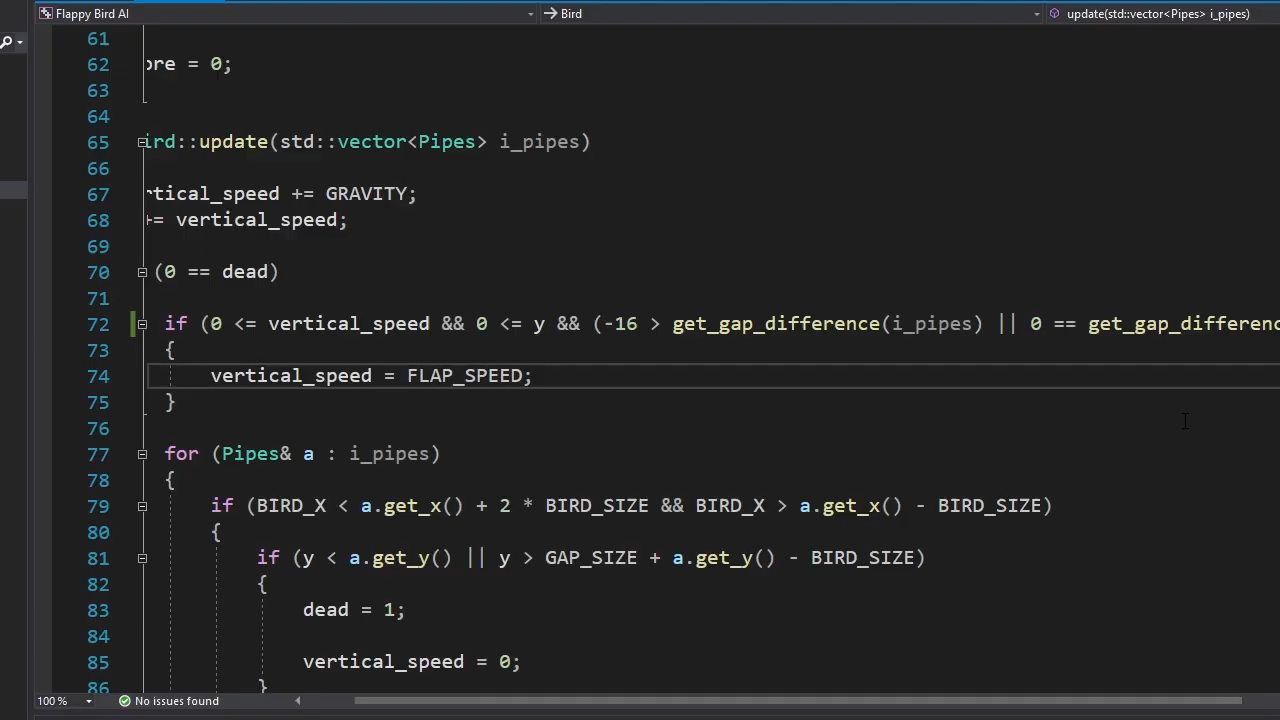 Flappy Bird AI Bird update(std::vector<Pipes> i_pipes)
61
62 ore = 0;
63
64
65 ird::update(std::vector<Pipes> i_pipes)
66
67 rtical_speed += GRAVITY;
68 += vertical_speed;
69
70 (0 == dead)
71
72 if (0 <= vertical_speed && 0 <= y && (-16 > get_gap_difference(i_pipes) || 0 == get_gap_differenc
73 {
74 vertical_speed = FLAP_SPEED;
75 }
76
77 for (Pipes& a : i_pipes)
78 {
79 if (BIRD_X < a.get_x() + 2 * BIRD_SIZE && BIRD_X > a.get_x() - BIRD_SIZE)
80 {
81 if (y < a.get_y() || y > GAP_SIZE + a.get_y() - BIRD_SIZE)
82 {
83 dead = 1;
84
85 vertical_speed = 0;
86 }
100 % No issues found